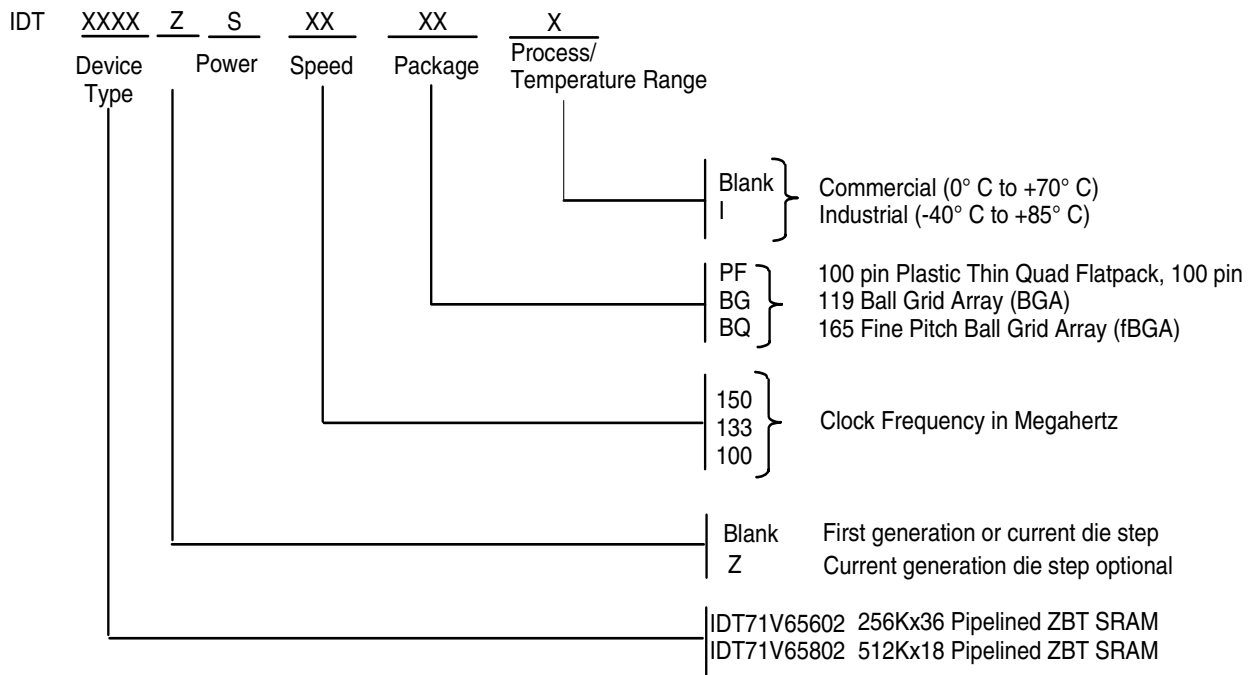 IDT XXXX Z S XX XX X
Device Type Power Speed Package Process/ Temperature Range
Blank Commercial (0° C to +70° C)
I Industrial (-40° C to +85° C)
PF 100 pin Plastic Thin Quad Flatpack, 100 pin
BG 119 Ball Grid Array (BGA)
BQ 165 Fine Pitch Ball Grid Array (fBGA)
150
133 Clock Frequency in Megahertz
100
Blank First generation or current die step
Z Current generation die step optional
IDT71V65602 256Kx36 Pipelined ZBT SRAM
IDT71V65802 512Kx18 Pipelined ZBT SRAM